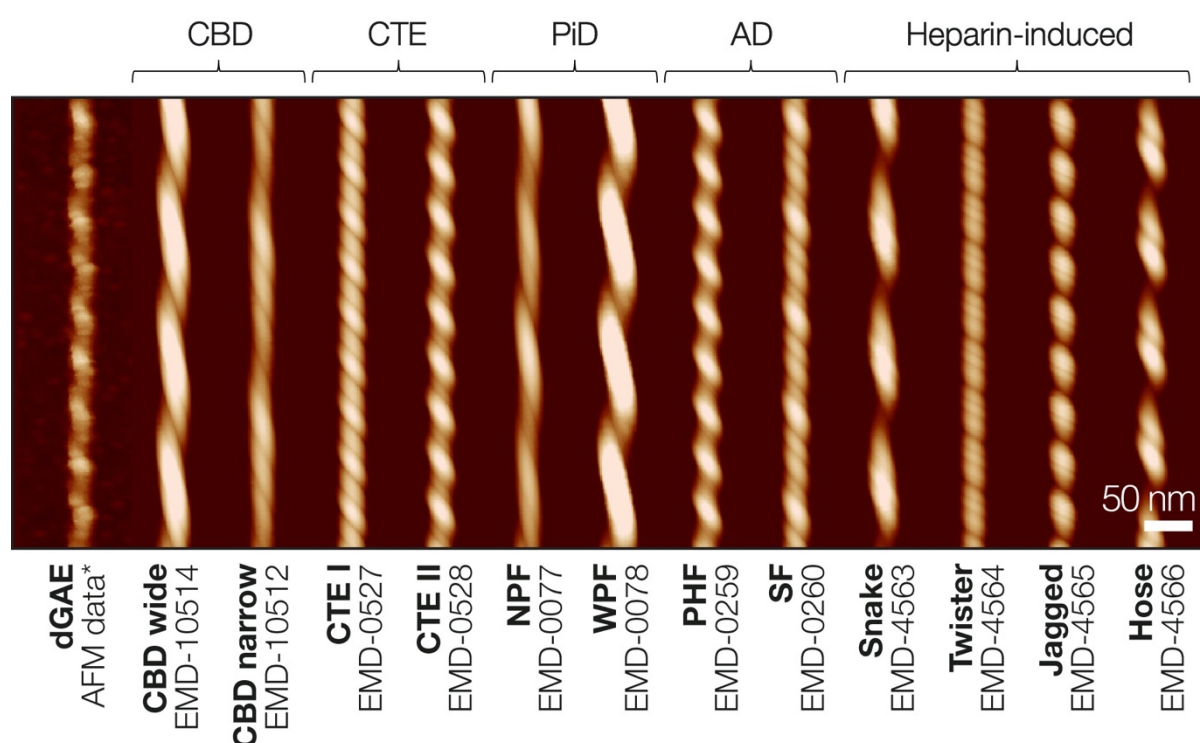 CBD
CTE
PiD
AD
Heparin-induced
50 nm
dGAE
AFM data*
CBD wide
EMD-10514
CBD narrow
EMD-10512
CTE I
EMD-0527
CTE II
EMD-0528
NPF
EMD-0077
WPF
EMD-0078
PHF
EMD-0259
SF
EMD-0260
Snake
EMD-4563
Twister
EMD-4564
Jagged
EMD-4565
Hose
EMD-4566